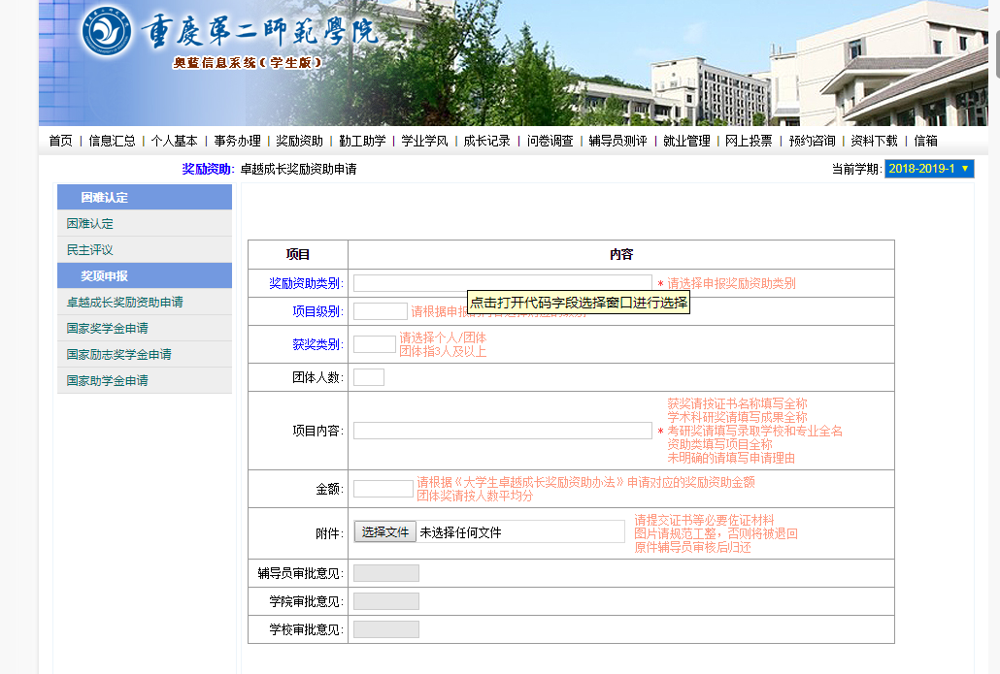 重慶第二師範學院
奥蓝信息系统(学生版)
首页 | 信息汇总 | 个人基本 | 事务办理 | 奖励资助 | 勤工助学 | 学业学风 | 成长记录 | 问卷调查 | 辅导员测评 | 就业管理 | 网上投票 | 预约咨询 | 资料下载 | 信箱
奖励资助: 卓越成长奖励资助申请 当前学期: 2018-2019-1
困难认定
困难认定
民主评议
奖项申报
卓越成长奖励资助申请
国家奖学金申请
国家励志奖学金申请
国家助学金申请
项目 内容
奖励资助类别: * 请选择申报奖励资助类别
点击打开代码字段选择窗口进行选择
项目级别: 请根据申报
获奖类别: 请选择个人/团体
团体指3人及以上
团体人数:
获奖请按证书名称填写全称
学术科研奖请填写成果全称
项目内容: * 考研奖请填写录取学校和专业全名
资助类填写项目全称
未明确的请填写申请理由
金额: 请根据《大学生卓越成长奖励资助办法》申请对应的奖励资助金额
团体奖请按人数平均分
请提交证书等必要佐证材料
附件: 选择文件 未选择任何文件 图片请规范工整，否则将被退回
原件辅导员审核后归还
辅导员审批意见:
学院审批意见:
学校审批意见: